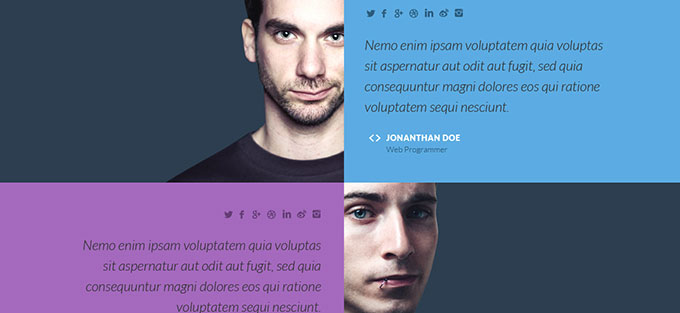 Nemo enim ipsam voluptatem quia voluptas
sit aspernatur aut odit aut fugit, sed quia
consequuntur magni dolores eos qui ratione
voluptatem sequi nesciunt.
JONANTHAN DOE
Web Programmer
Nemo enim ipsam voluptatem quia voluptas
sit aspernatur aut odit aut fugit, sed quia
consequuntur magni dolores eos qui ratione
voluptatem sequi nesciunt.